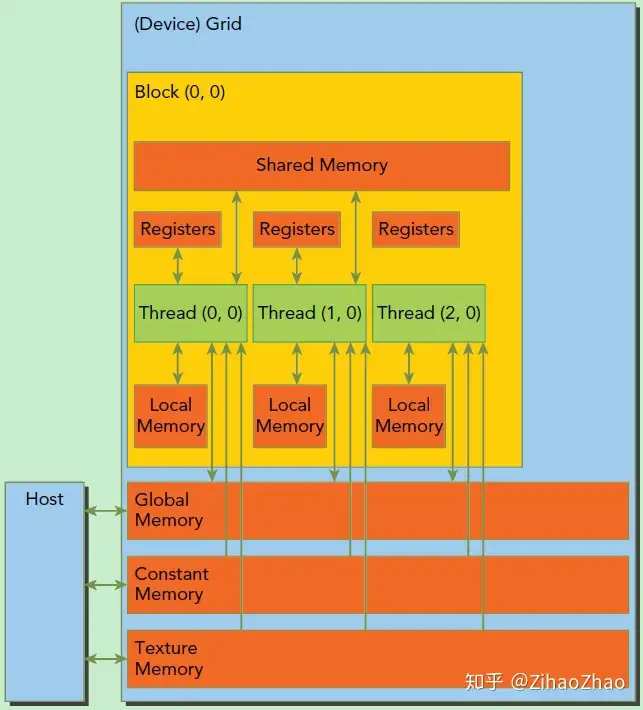 (Device) Grid
Block (0, 0)
Shared Memory
Registers
Registers
Registers
Thread (0, 0)
Thread (1, 0)
Thread (2, 0)
Local
Memory
Local
Memory
Local
Memory
Host
Global
Memory
Constant
Memory
Texture
Memory
知乎 @ZihaoZhao